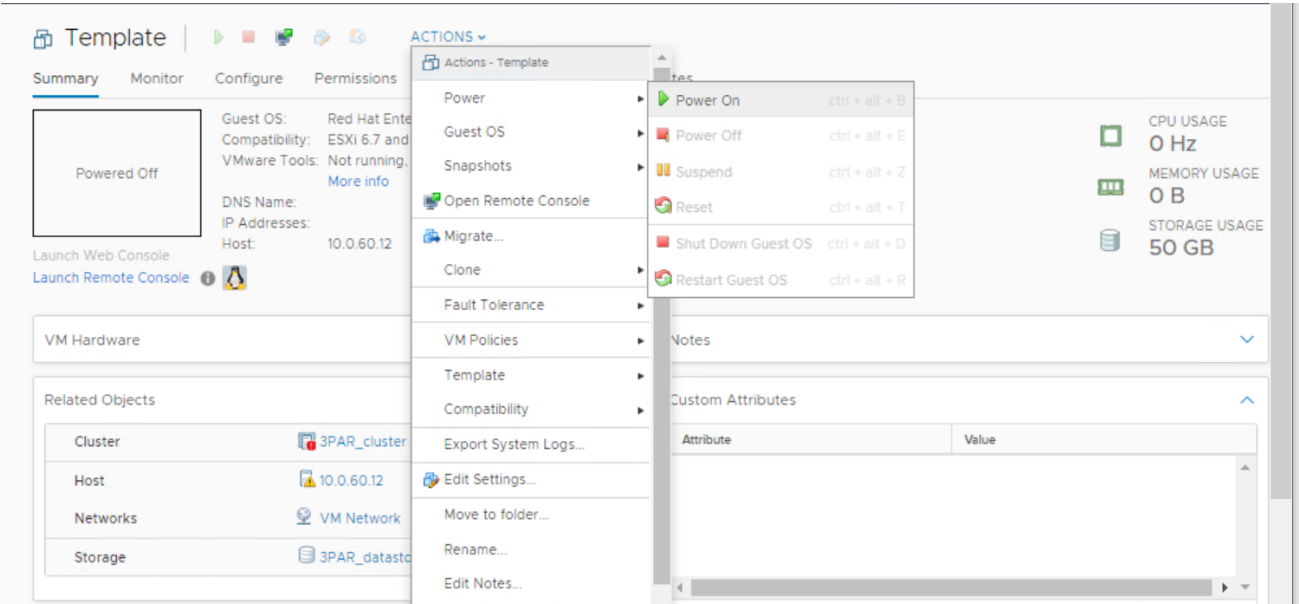 Template
ACTIONS
Summary Monitor Configure Permissions
Powered Off
Guest OS: Red Hat Ente
Compatibility: ESXi 6.7 and
VMware Tools: Not running,
More info
DNS Name:
IP Addresses:
Host: 10.0.60.12
Launch Web Console
Launch Remote Console
Actions - Template
Power
Guest OS
Snapshots
Open Remote Console
Migrate...
Clone
Fault Tolerance
VM Policies
Template
Compatibility
Export System Logs...
Edit Settings...
Move to folder...
Rename...
Edit Notes...
Power On ctrl + alt + B
Power Off ctrl + alt + E
Suspend ctrl + alt + Z
Reset ctrl + alt + T
Shut Down Guest OS ctrl + alt + D
Restart Guest OS ctrl + alt + R
CPU USAGE
0 Hz
MEMORY USAGE
0 B
STORAGE USAGE
50 GB
VM Hardware
Notes
Related Objects
Cluster 3PAR_cluster
Host 10.0.60.12
Networks VM Network
Storage 3PAR_datasto
Custom Attributes
Attribute Value